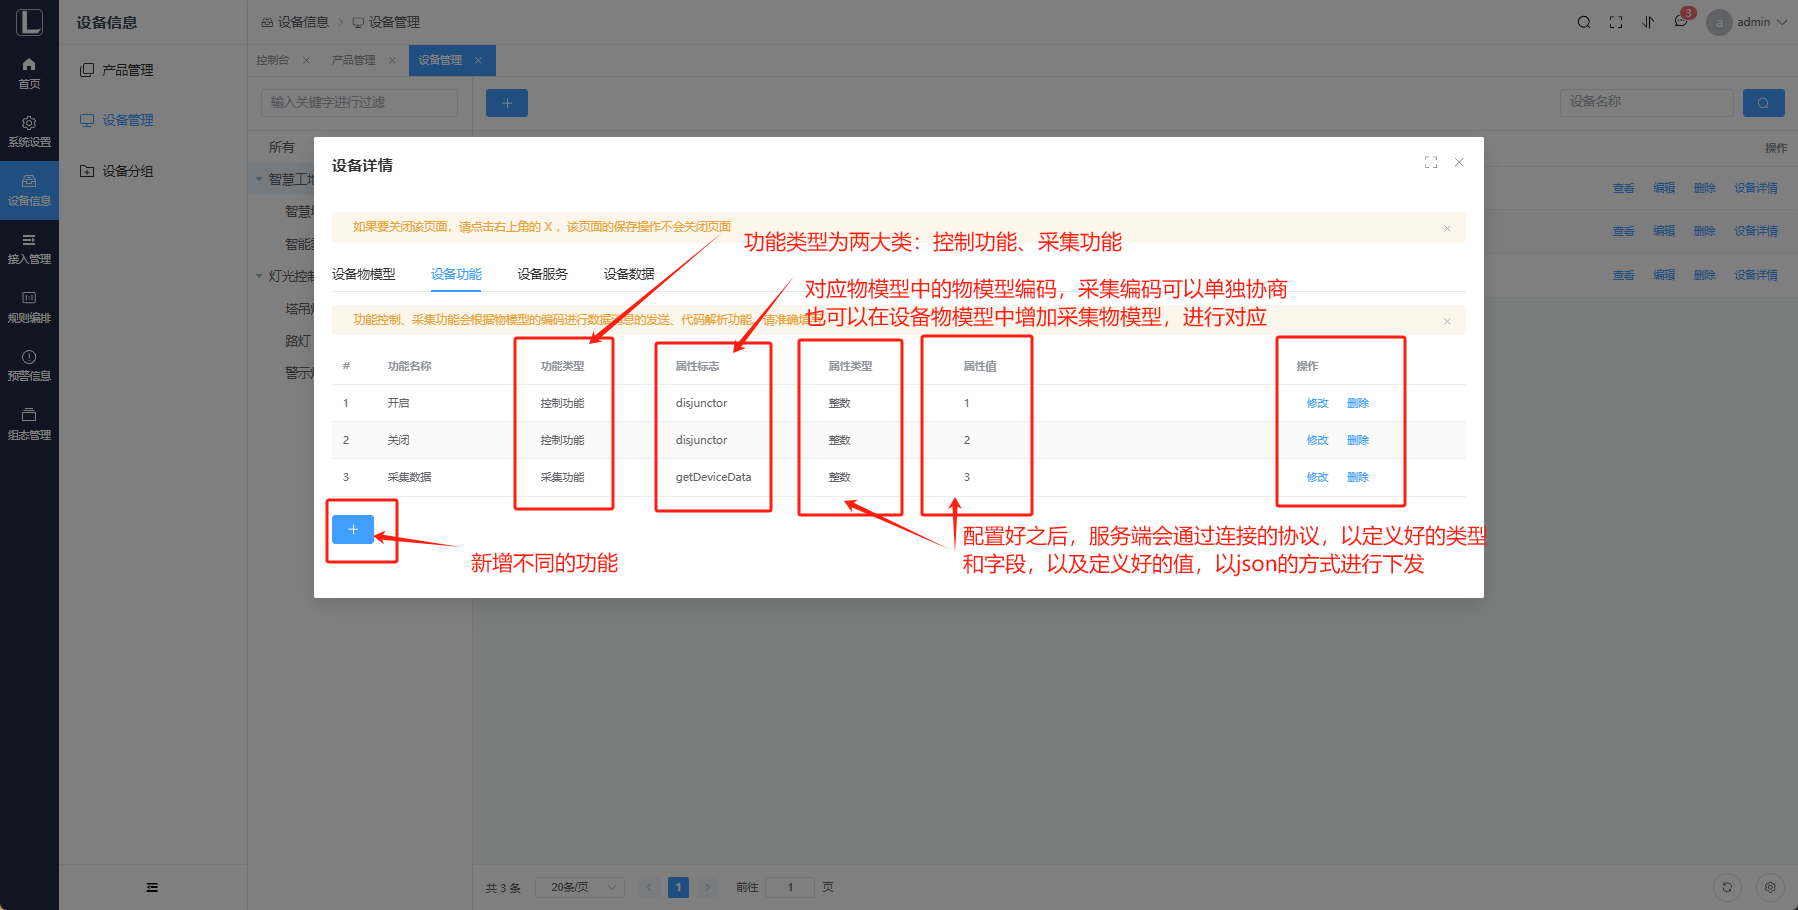 设备信息
设备信息 > 设备管理
3
a admin
首页
系统设置
设备信息
接入管理
规则编排
预警信息
组态管理
产品管理
设备管理
设备分组
控制台 ×
产品管理 ×
设备管理 ×
输入关键字进行过滤
+
设备名称
所有
智慧工地
智慧
智能
灯光控制
塔吊
路灯
警示
操作
查看 编辑 删除 设备详情
查看 编辑 删除 设备详情
查看 编辑 删除 设备详情
设备详情
如果要关闭该页面，请点击右上角的 X ，该页面的保存操作不会关闭页面
功能类型为两大类：控制功能、采集功能
设备物模型 设备功能 设备服务 设备数据
对应物模型中的物模型编码，采集编码可以单独协商
也可以在设备物模型中增加采集物模型，进行对应
功能控制、采集功能会根据物模型的编码进行数据消息的发送、代码解析功能，请准确填写
# 功能名称 功能类型 属性标志 属性类型 属性值 操作
1 开启 控制功能 disjunctor 整数 1 修改 删除
2 关闭 控制功能 disjunctor 整数 2 修改 删除
3 采集数据 采集功能 getDeviceData 整数 3 修改 删除
+
新增不同的功能
配置好之后，服务端会通过连接的协议，以定义好的类型
和字段，以及定义好的值，以json的方式进行下发
共 3 条 20条/页 < 1 > 前往 1 页